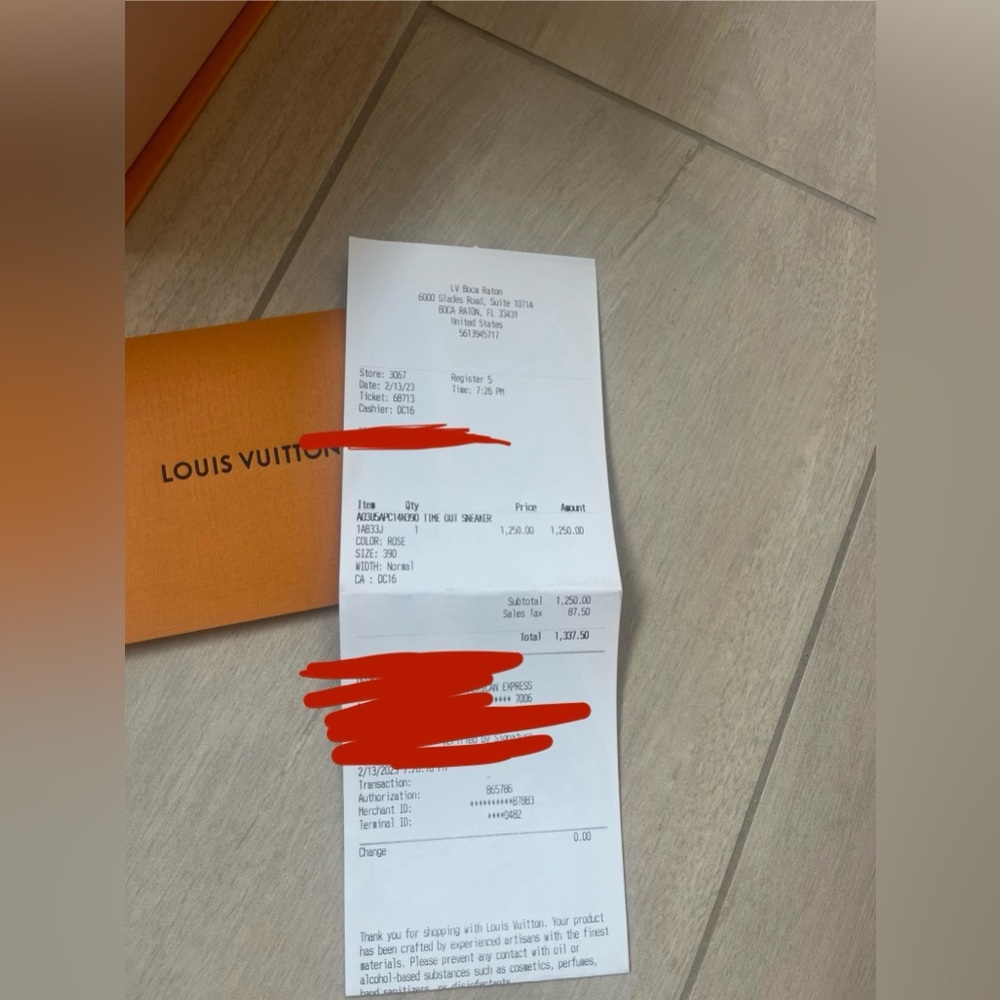 LOUIS VUITTON
LV Boca Raton
6000 Glades Road, Suite 1071A
BOCA RATON, FL 33431
United States
5613945717
Store: 3067 Register 5
Date: 2/13/23 Time: 7:26 PM
Ticket: 68713
Cashier: DC16
Item Qty Price Amount
A03U5APC14N390 TIME OUT SNEAKER
1AB33J 1 1,250.00 1,250.00
COLOR: ROSE
SIZE: 390
WIDTH: Normal
CA : DC16
Subtotal 1,250.00
Sales Tax 87.50
Total 1,337.50
EXPRESS
**** 7006
by Signature
2/13/2023
Transaction:
Authorization: 865786
Merchant ID: **********87883
Terminal ID: ****0482
Change 0.00
Thank you for shopping with Louis Vuitton. Your product
has been crafted by experienced artisans with the finest
materials. Please prevent any contact with oil or
alcohol-based substances such as cosmetics, perfumes,
hand sanitizers, or disinfectants